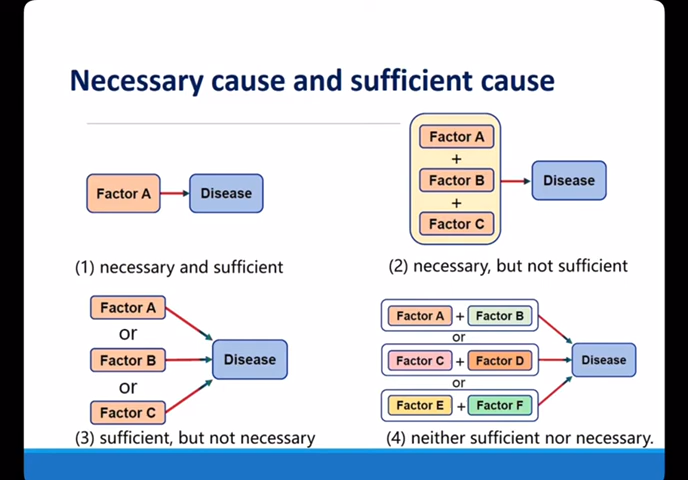 Necessary cause and sufficient cause
Factor A
Disease
(1) necessary and sufficient
Factor A
+
Factor B
+
Factor C
Disease
(2) necessary, but not sufficient
Factor A
or
Factor B
or
Factor C
Disease
(3) sufficient, but not necessary
Factor A + Factor B
or
Factor C + Factor D
or
Factor E + Factor F
Disease
(4) neither sufficient nor necessary.